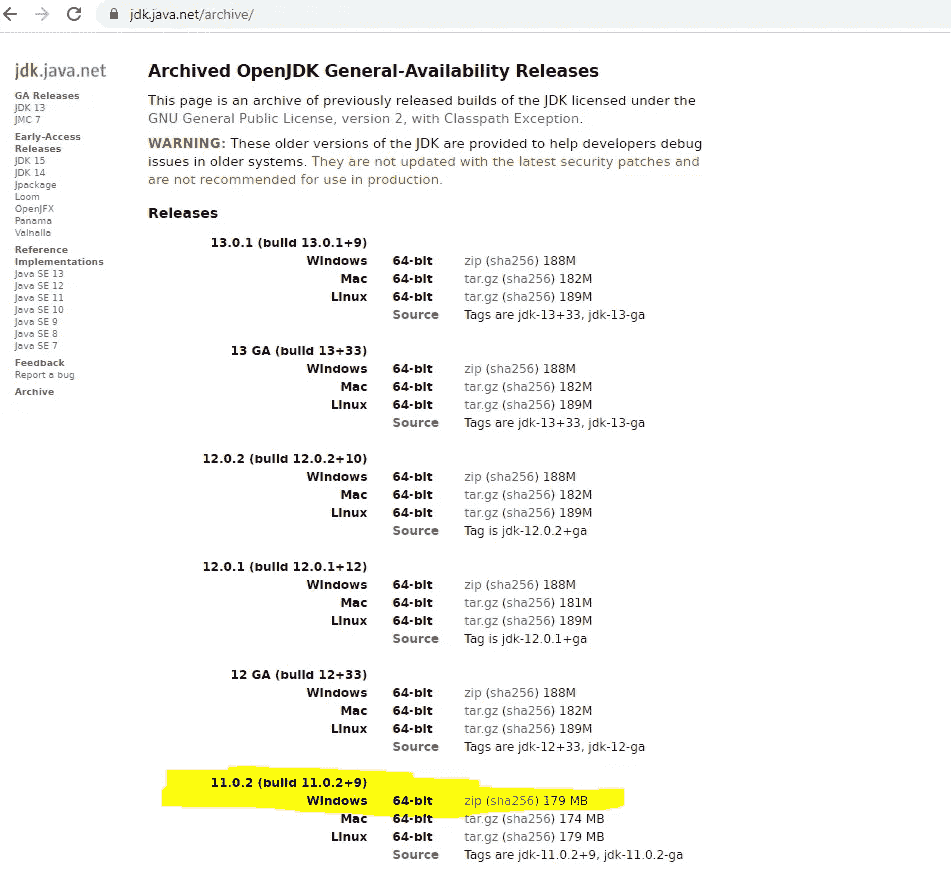 jdk.java.net/archive/
jdk.java.net
GA Releases
JDK 13
JMC 7
Early-Access
Releases
JDK 15
JDK 14
Jpackage
Loom
OpenJFX
Panama
Valhalla
Reference
Implementations
Java SE 13
Java SE 12
Java SE 11
Java SE 10
Java SE 9
Java SE 8
Java SE 7
Feedback
Report a bug
Archive
Archived OpenJDK General-Availability Releases
This page is an archive of previously released builds of the JDK licensed under the
GNU General Public License, version 2, with Classpath Exception.
WARNING: These older versions of the JDK are provided to help developers debug
issues in older systems. They are not updated with the latest security patches and
are not recommended for use in production.
Releases
13.0.1 (build 13.0.1+9)
Windows 64-bit zip (sha256) 188M
Mac 64-bit tar.gz (sha256) 182M
Linux 64-bit tar.gz (sha256) 189M
Source Tags are jdk-13+33, jdk-13-ga
13 GA (build 13+33)
Windows 64-bit zip (sha256) 188M
Mac 64-bit tar.gz (sha256) 182M
Linux 64-bit tar.gz (sha256) 189M
Source Tags are jdk-13+33, jdk-13-ga
12.0.2 (build 12.0.2+10)
Windows 64-bit zip (sha256) 188M
Mac 64-bit tar.gz (sha256) 182M
Linux 64-bit tar.gz (sha256) 189M
Source Tag is jdk-12.0.2+ga
12.0.1 (build 12.0.1+12)
Windows 64-bit zip (sha256) 188M
Mac 64-bit tar.gz (sha256) 181M
Linux 64-bit tar.gz (sha256) 189M
Source Tag is jdk-12.0.1+ga
12 GA (build 12+33)
Windows 64-bit zip (sha256) 188M
Mac 64-bit tar.gz (sha256) 182M
Linux 64-bit tar.gz (sha256) 189M
Source Tags are jdk-12+33, jdk-12-ga
11.0.2 (build 11.0.2+9)
Windows 64-bit zip (sha256) 179 MB
Mac 64-bit tar.gz (sha256) 174 MB
Linux 64-bit tar.gz (sha256) 179 MB
Source Tags are jdk-11.0.2+9, jdk-11.0.2-ga